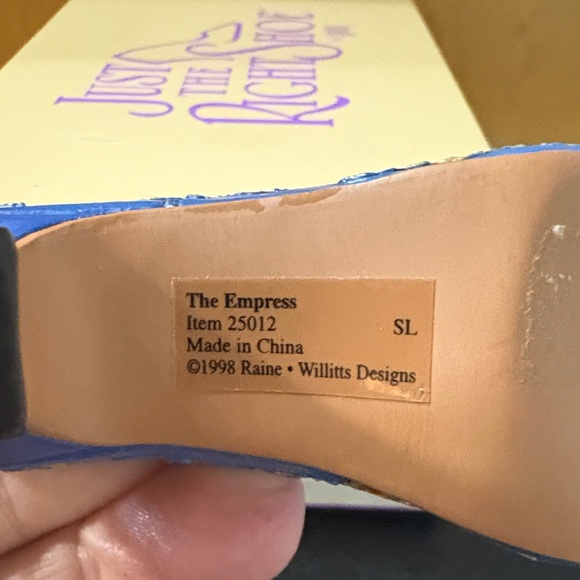 JUST
THE
RIGHT SHOE
The Empress
Item 25012 SL
Made in China
©1998 Raine • Willitts Designs